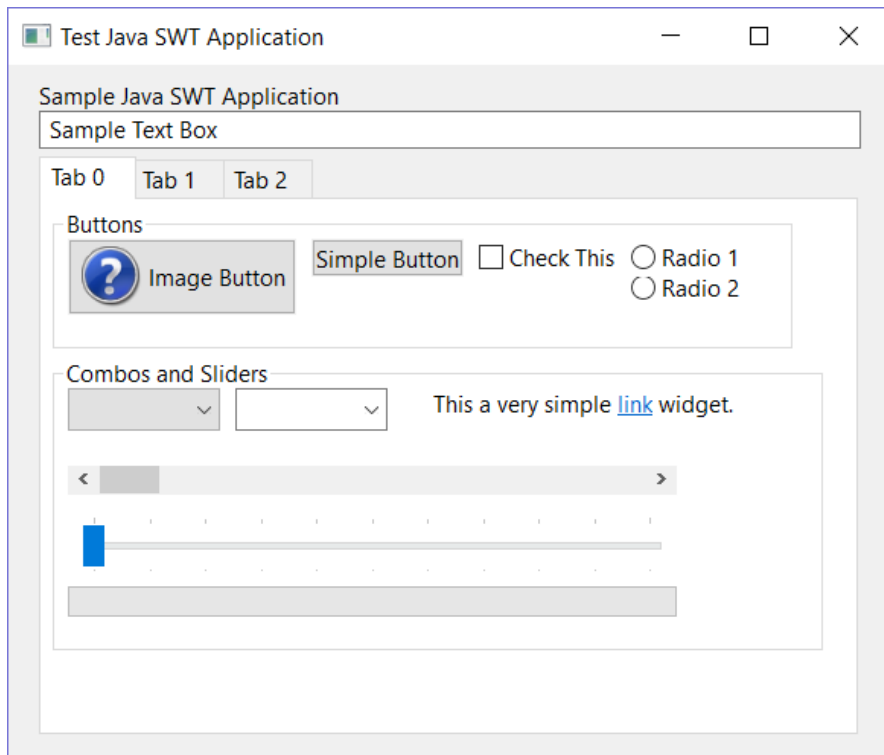 Test Java SWT Application
Sample Java SWT Application
Sample Text Box
Tab 0 Tab 1 Tab 2
Buttons
? Image Button Simple Button Check This Radio 1
Radio 2
Combos and Sliders
This a very simple link widget.